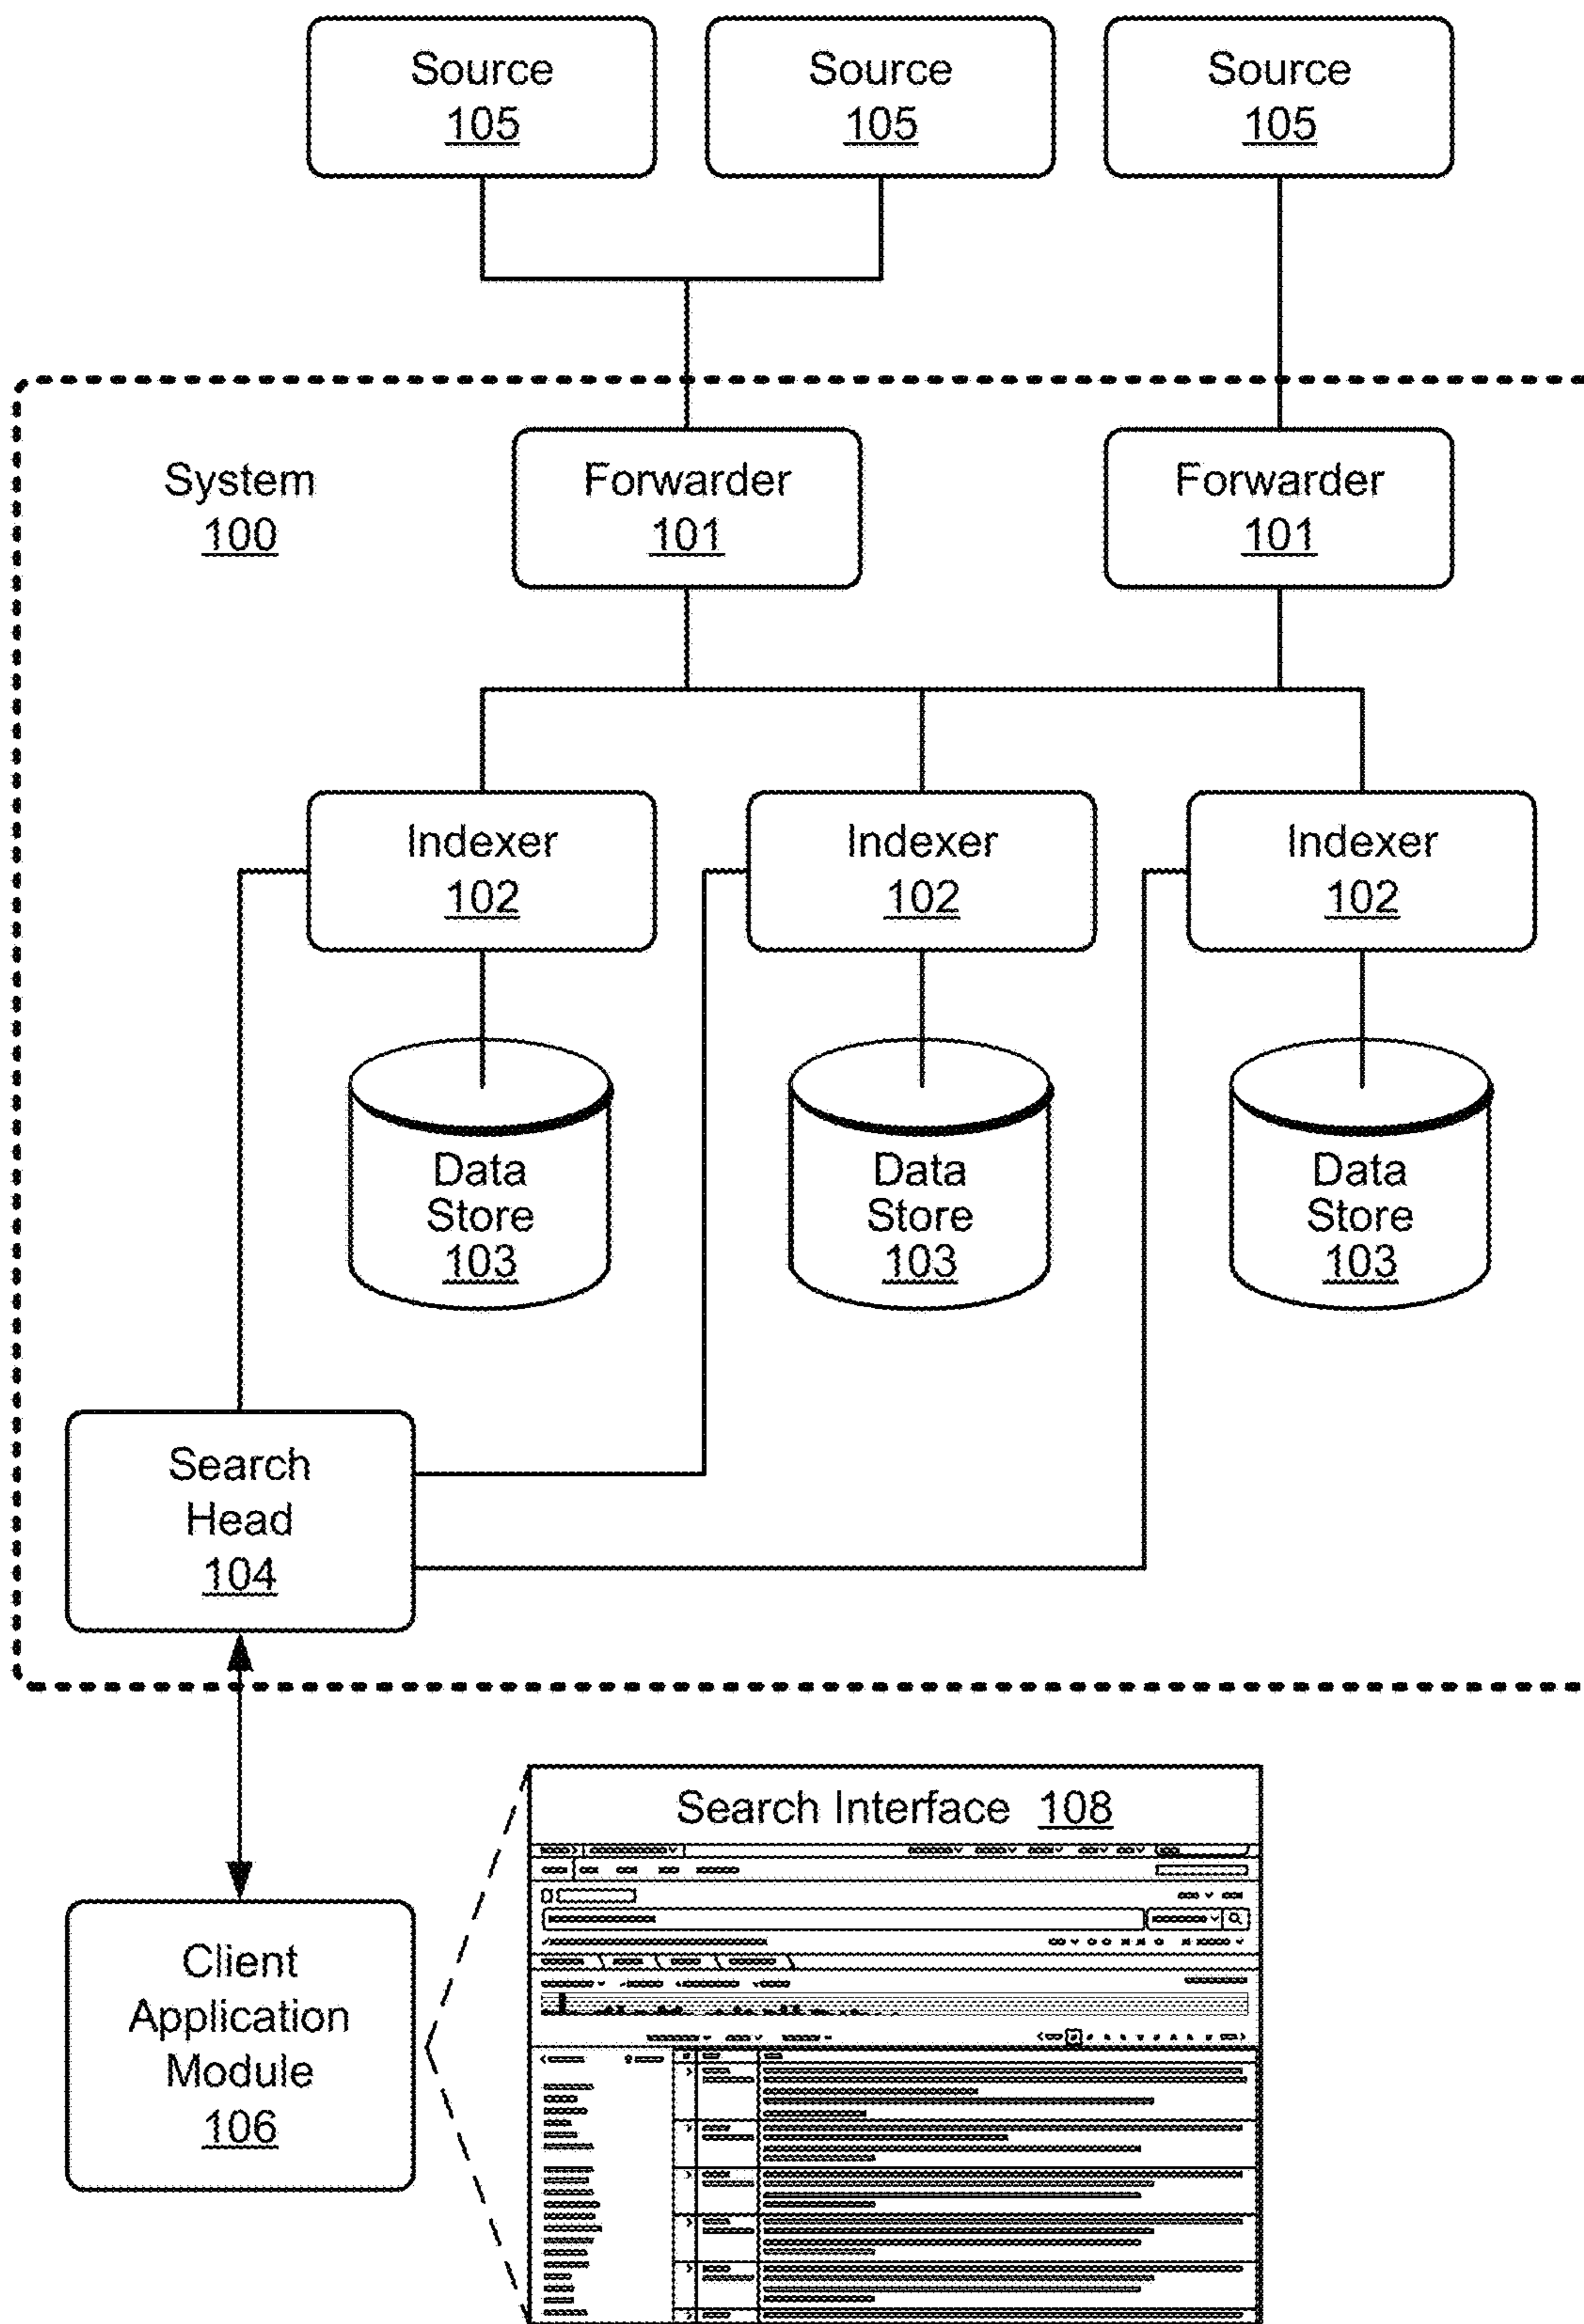 Source
105
Source
105
Source
105
System
100
Forwarder
101
Forwarder
101
Indexer
102
Indexer
102
Indexer
102
Data
Store
103
Data
Store
103
Data
Store
103
Search
Head
104
Search Interface 108
Client
Application
Module
106